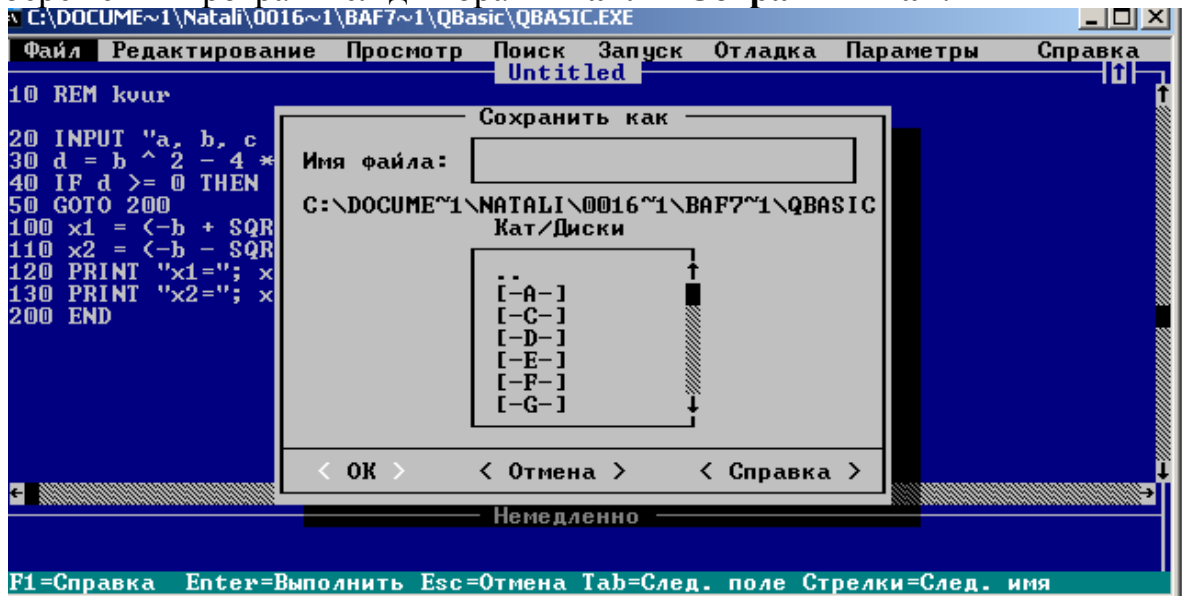 C:\DOCUME~1\Natali\0016~1\BAF7~1\QBasic\QBASIC.EXE
Файл Редактирование Просмотр Поиск Запуск Отладка Параметры Справка
Untitled
10 REM kvur
20 INPUT "a, b, c
30 d = b ^ 2 - 4 *
40 IF d >= 0 THEN
50 GOTO 200
100 x1 = (-b + SQR
110 x2 = (-b - SQR
120 PRINT "x1="; x
130 PRINT "x2="; x
200 END
Сохранить как
Имя файла:
C:\DOCUME~1\NATALI\0016~1\BAF7~1\QBASIC
Кат/Диски
..
[-A-]
[-C-]
[-D-]
[-E-]
[-F-]
[-G-]
< OK > < Отмена > < Справка >
Немедленно
F1=Справка Enter=Выполнить Esc=Отмена Tab=След. поле Стрелки=След. имя